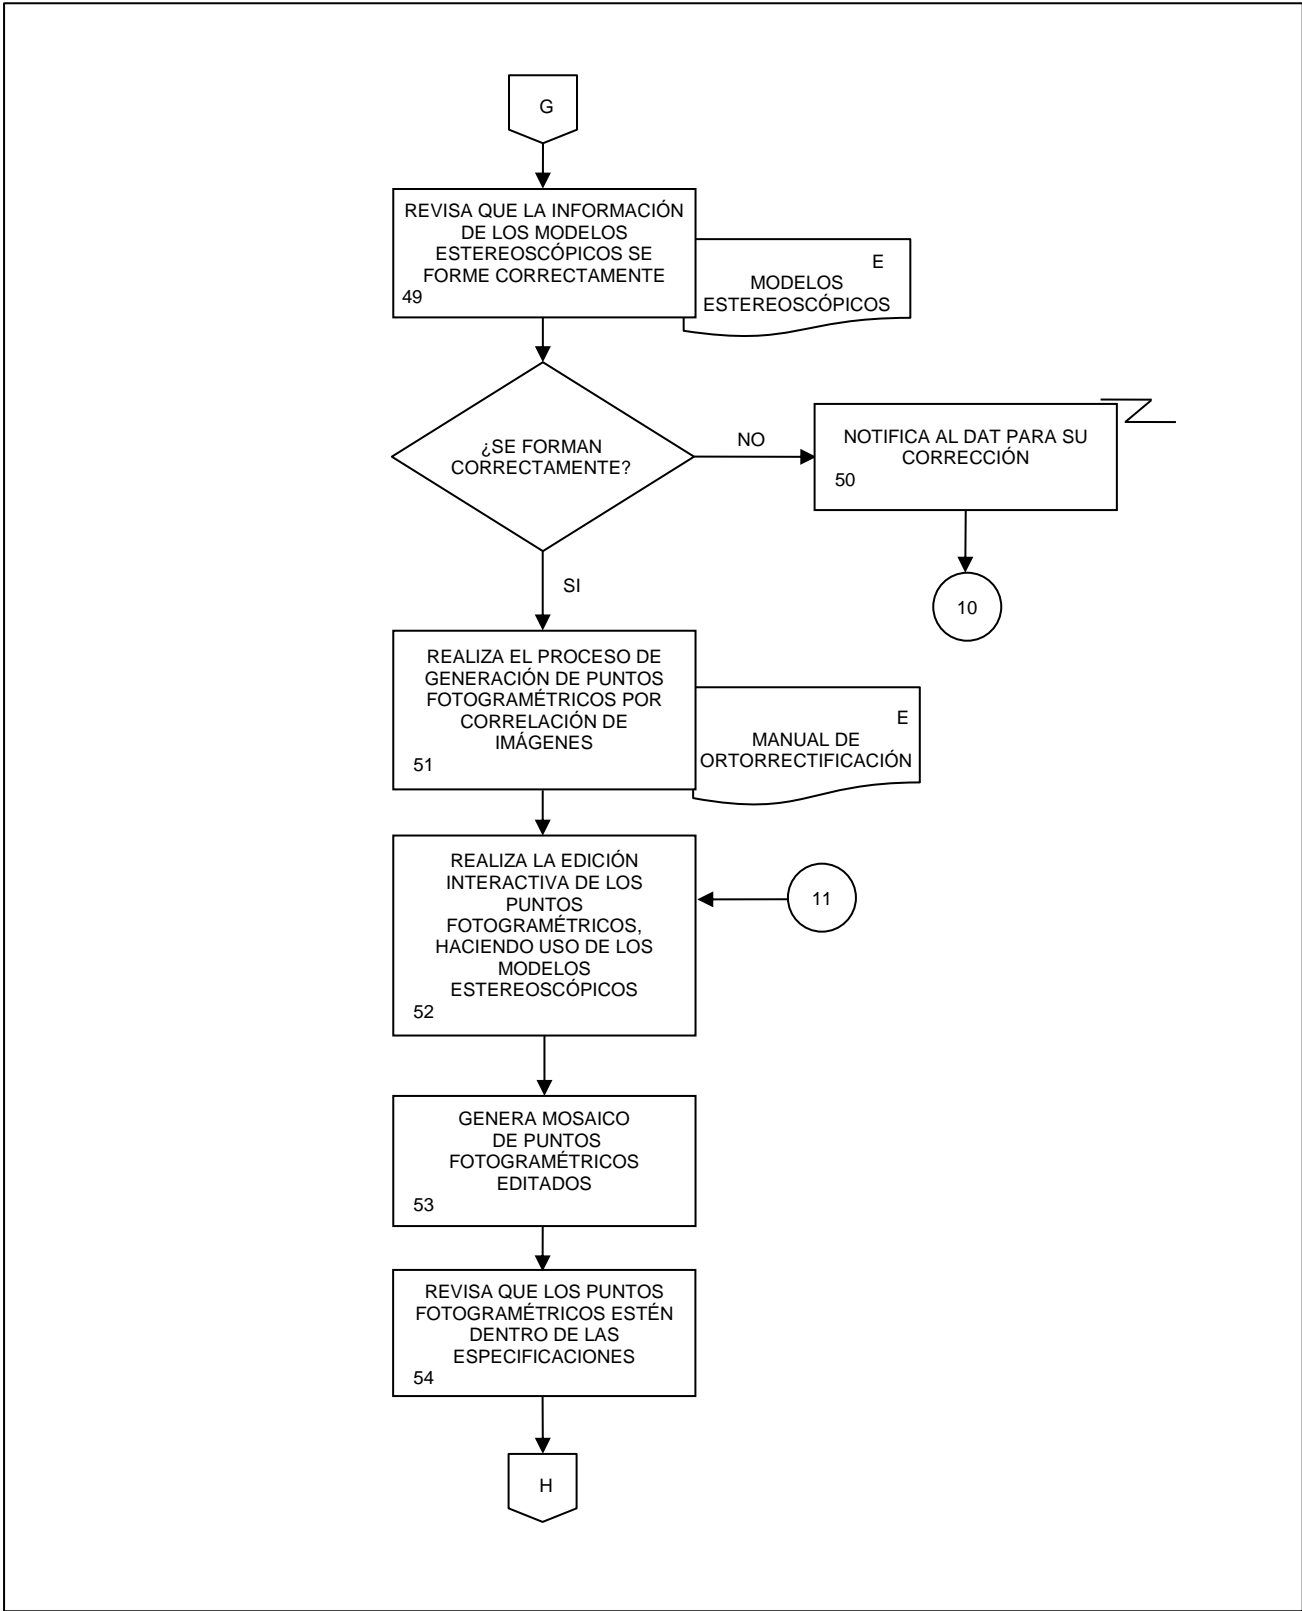 G
REVISA QUE LA INFORMACIÓN
DE LOS MODELOS
ESTEREOSCÓPICOS SE
FORME CORRECTAMENTE
49
E
MODELOS
ESTEREOSCÓPICOS
¿SE FORMAN
CORRECTAMENTE?
NO
NOTIFICA AL DAT PARA SU
CORRECCIÓN
50
10
SI
REALIZA EL PROCESO DE
GENERACIÓN DE PUNTOS
FOTOGRAMÉTRICOS POR
CORRELACIÓN DE
IMÁGENES
51
E
MANUAL DE
ORTORRECTIFICACIÓN
REALIZA LA EDICIÓN
INTERACTIVA DE LOS
PUNTOS
FOTOGRAMÉTRICOS,
HACIENDO USO DE LOS
MODELOS
ESTEREOSCÓPICOS
52
11
GENERA MOSAICO
DE PUNTOS
FOTOGRAMÉTRICOS
EDITADOS
53
REVISA QUE LOS PUNTOS
FOTOGRAMÉTRICOS ESTÉN
DENTRO DE LAS
ESPECIFICACIONES
54
H